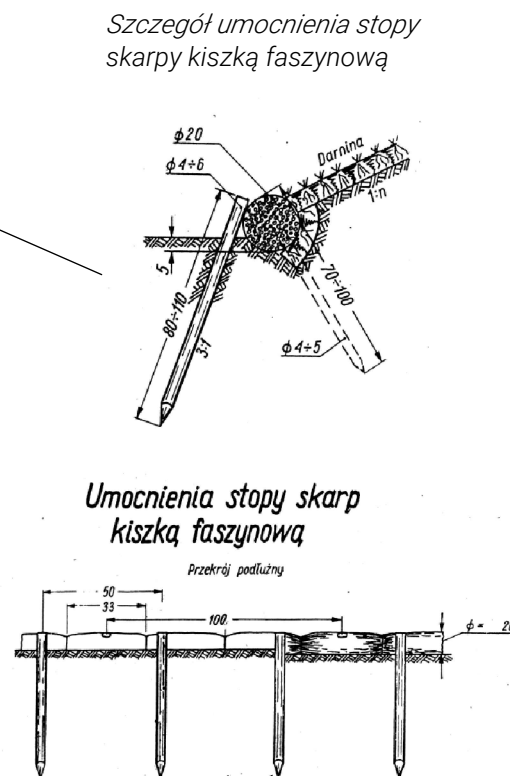 Szczegół umocnienia stopy
skarpy kiszką faszynową
ϕ20
Darnina
ϕ4÷6
1:n
5
80÷110
70÷100
3:1
ϕ4÷5
Umocnienia stopy skarp
kiszką faszynową
Przekrój podłużny
50
33
100
ϕ =